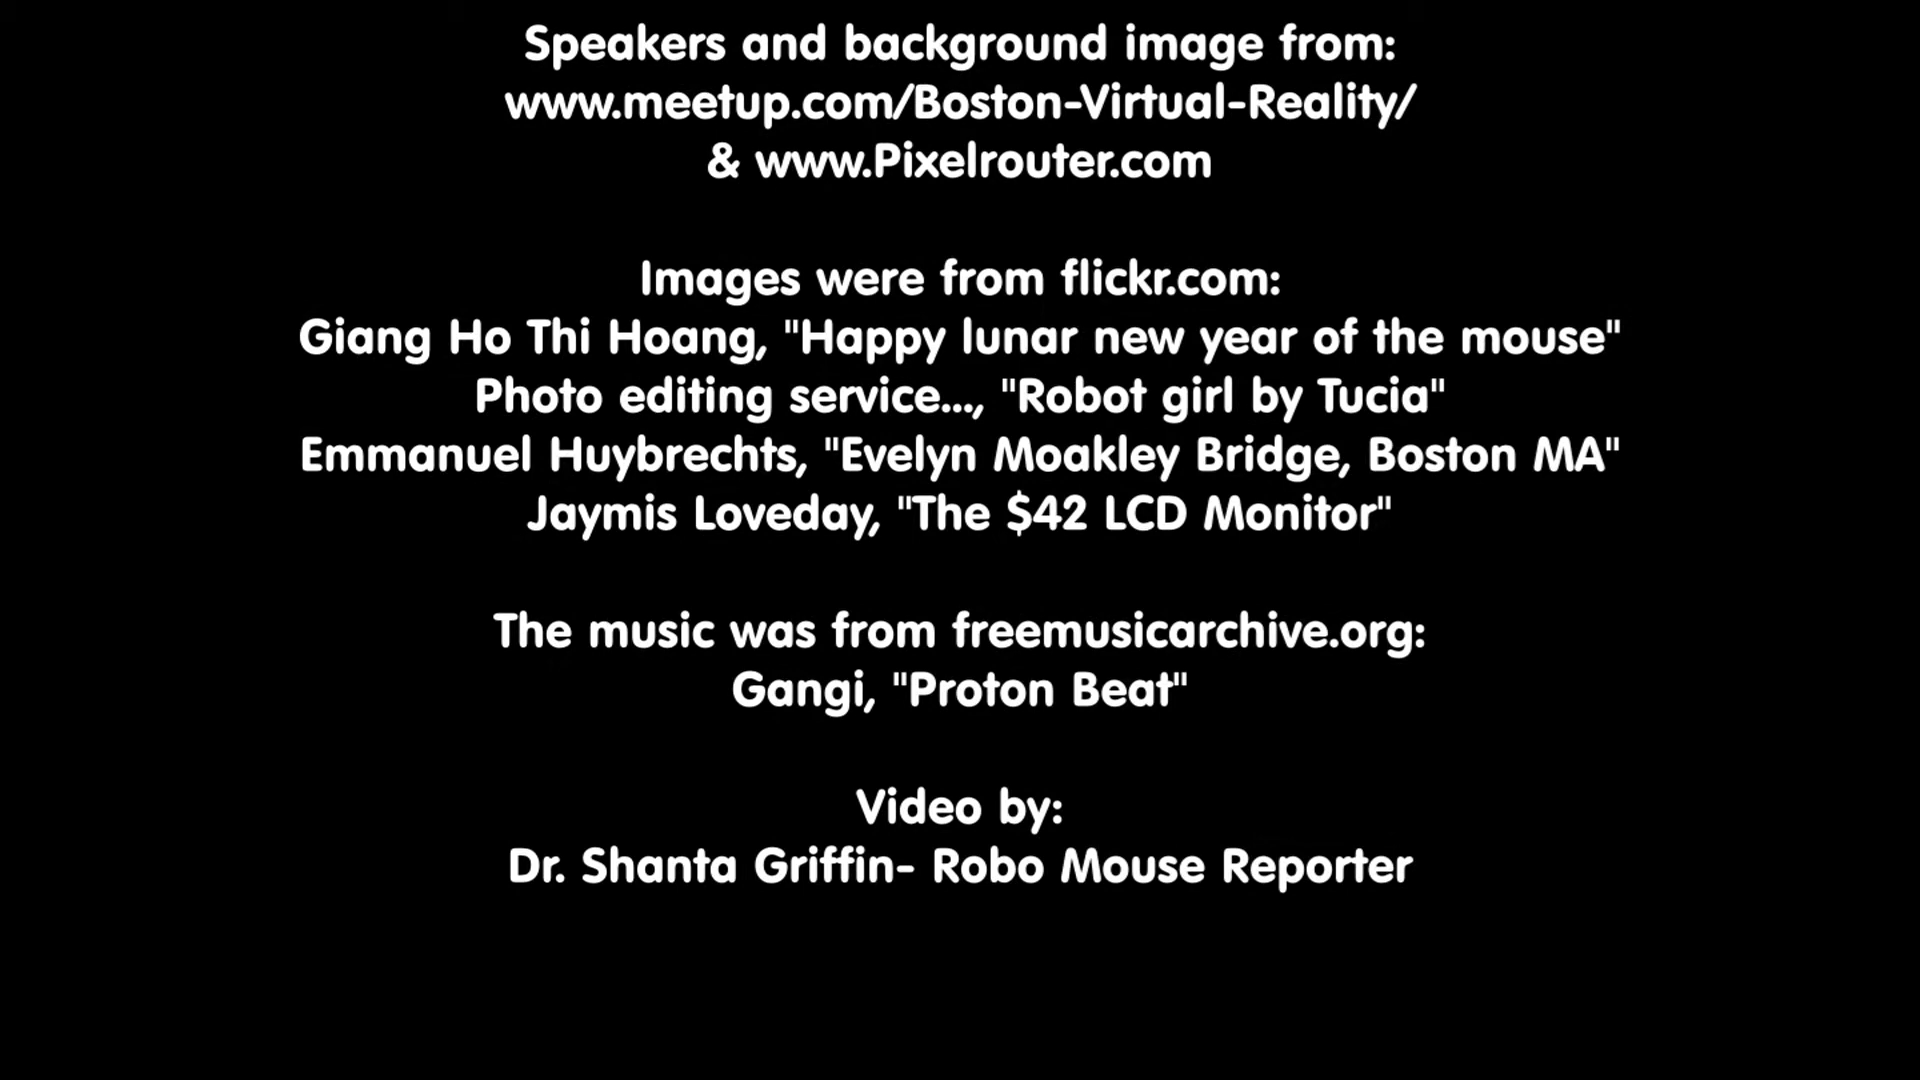 Speakers and background image from:
www.meetup.com/Boston-Virtual-Reality/
& www.Pixelrouter.com
Images were from flickr.com:
Giang Ho Thi Hoang, "Happy lunar new year of the mouse"
Photo editing service..., "Robot girl by Tucia"
Emmanuel Huybrechts, "Evelyn Moakley Bridge, Boston MA"
Jaymis Loveday, "The $42 LCD Monitor"
The music was from freemusicarchive.org:
Gangi, "Proton Beat"
Video by:
Dr. Shanta Griffin- Robo Mouse Reporter